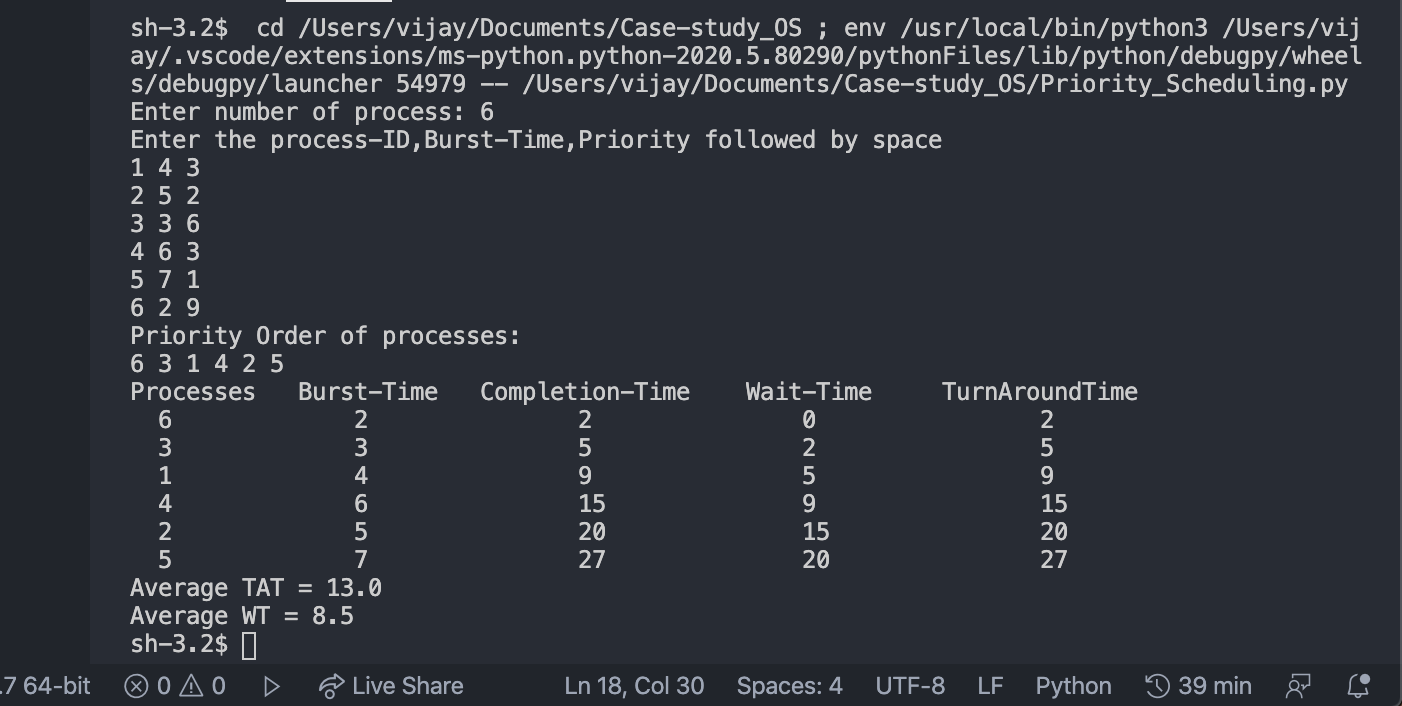 sh-3.2$  cd /Users/vijay/Documents/Case-study_OS ; env /usr/local/bin/python3 /Users/vij
ay/.vscode/extensions/ms-python.python-2020.5.80290/pythonFiles/lib/python/debugpy/wheel
s/debugpy/launcher 54979 -- /Users/vijay/Documents/Case-study_OS/Priority_Scheduling.py
Enter number of process: 6
Enter the process-ID,Burst-Time,Priority followed by space
1 4 3
2 5 2
3 3 6
4 6 3
5 7 1
6 2 9
Priority Order of processes:
6 3 1 4 2 5
Processes   Burst-Time   Completion-Time    Wait-Time     TurnAroundTime
6 2 2 0 2
3 3 5 2 5
1 4 9 5 9
4 6 15 9 15
2 5 20 15 20
5 7 27 20 27
Average TAT = 13.0
Average WT = 8.5
sh-3.2$
.7 64-bit 0 0 Live Share Ln 18, Col 30 Spaces: 4 UTF-8 LF Python 39 min